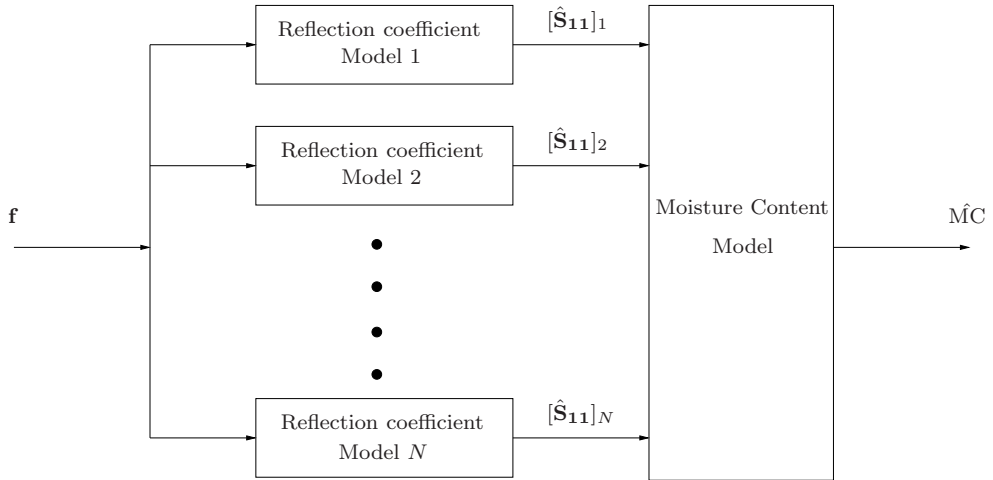 Reflection coefficient
Model 1
[Ŝ₁₁]₁
Reflection coefficient
Model 2
[Ŝ₁₁]₂
f
Moisture Content
Model
M̂C
Reflection coefficient
Model N
[Ŝ₁₁]N